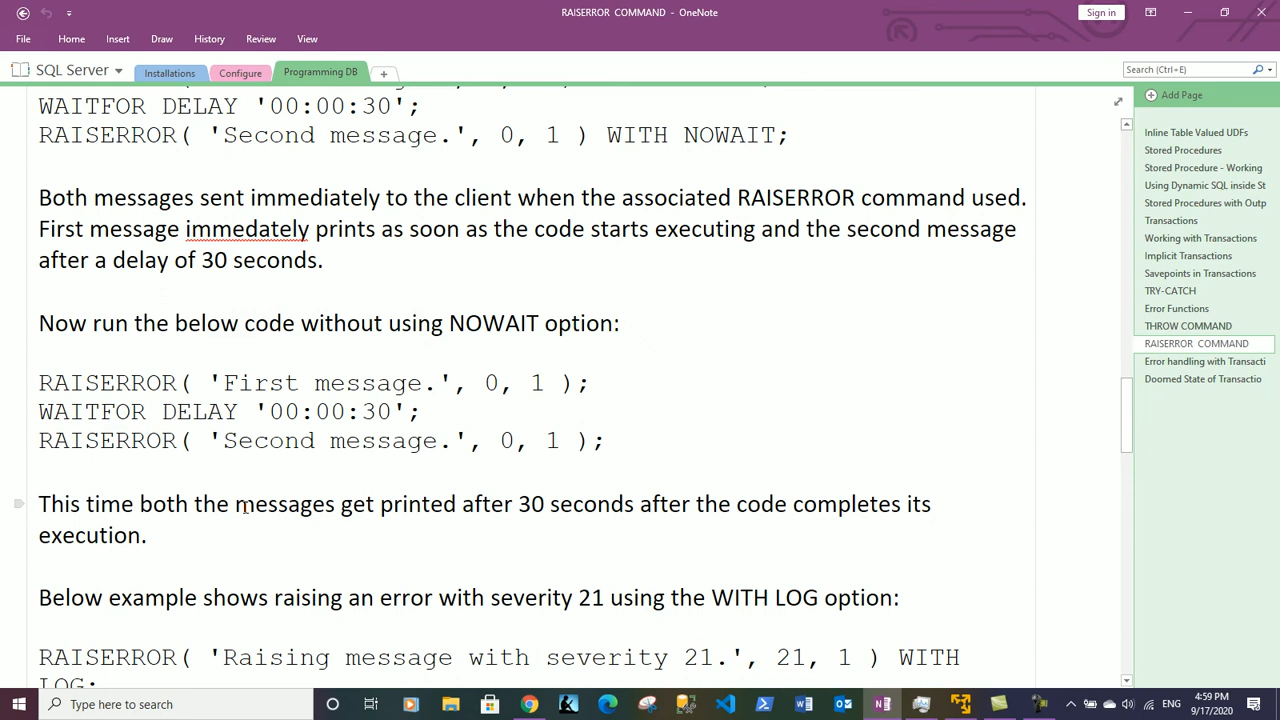 RAISERROR COMMAND - OneNote
Sign in
File Home Insert Draw History Review View
SQL Server Installations Configure Programming DB
Search (Ctrl+E)
WAITFOR DELAY '00:00:30';
RAISERROR( 'Second message.', 0, 1 ) WITH NOWAIT;
Both messages sent immediately to the client when the associated RAISERROR command used.
First message immedately prints as soon as the code starts executing and the second message
after a delay of 30 seconds.
Now run the below code without using NOWAIT option:
RAISERROR( 'First message.', 0, 1 );
WAITFOR DELAY '00:00:30';
RAISERROR( 'Second message.', 0, 1 );
This time both the messages get printed after 30 seconds after the code completes its
execution.
Below example shows raising an error with severity 21 using the WITH LOG option:
RAISERROR( 'Raising message with severity 21.', 21, 1 ) WITH
LOG;
Add Page
Inline Table Valued UDFs
Stored Procedures
Stored Procedure - Working
Using Dynamic SQL inside St
Stored Procedures with Outp
Transactions
Working with Transactions
Implicit Transactions
Savepoints in Transactions
TRY-CATCH
Error Functions
THROW COMMAND
RAISERROR COMMAND
Error handling with Transacti
Doomed State of Transactio
Type here to search
ENG
4:59 PM
9/17/2020